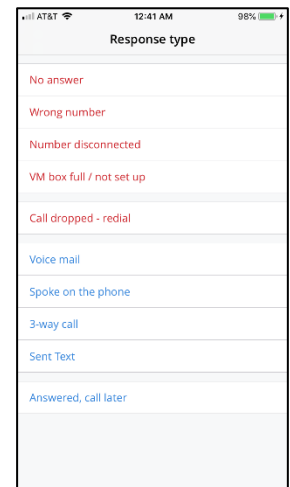 AT&T 12:41 AM 98%
Response type
No answer
Wrong number
Number disconnected
VM box full / not set up
Call dropped - redial
Voice mail
Spoke on the phone
3-way call
Sent Text
Answered, call later